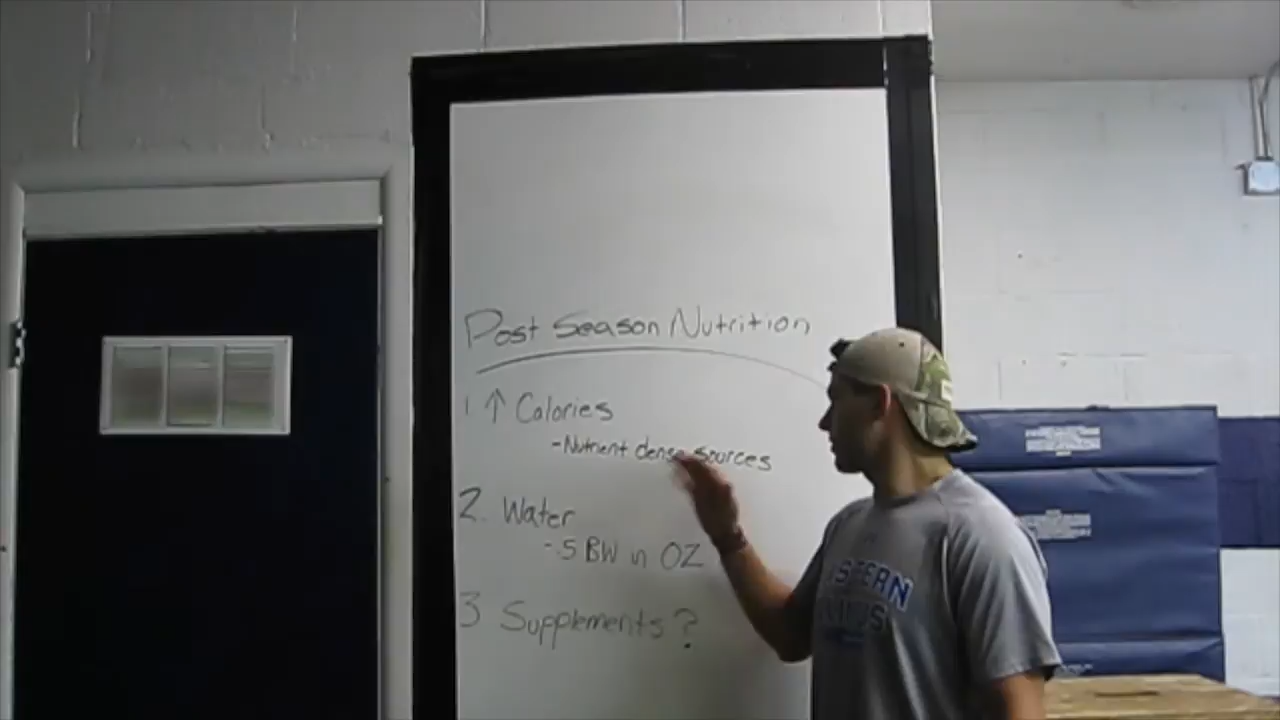 Post Season Nutrition
1 ↑ Calories
- Nutrient dense sources
2. Water
- .5 BW in OZ
3 Supplements?